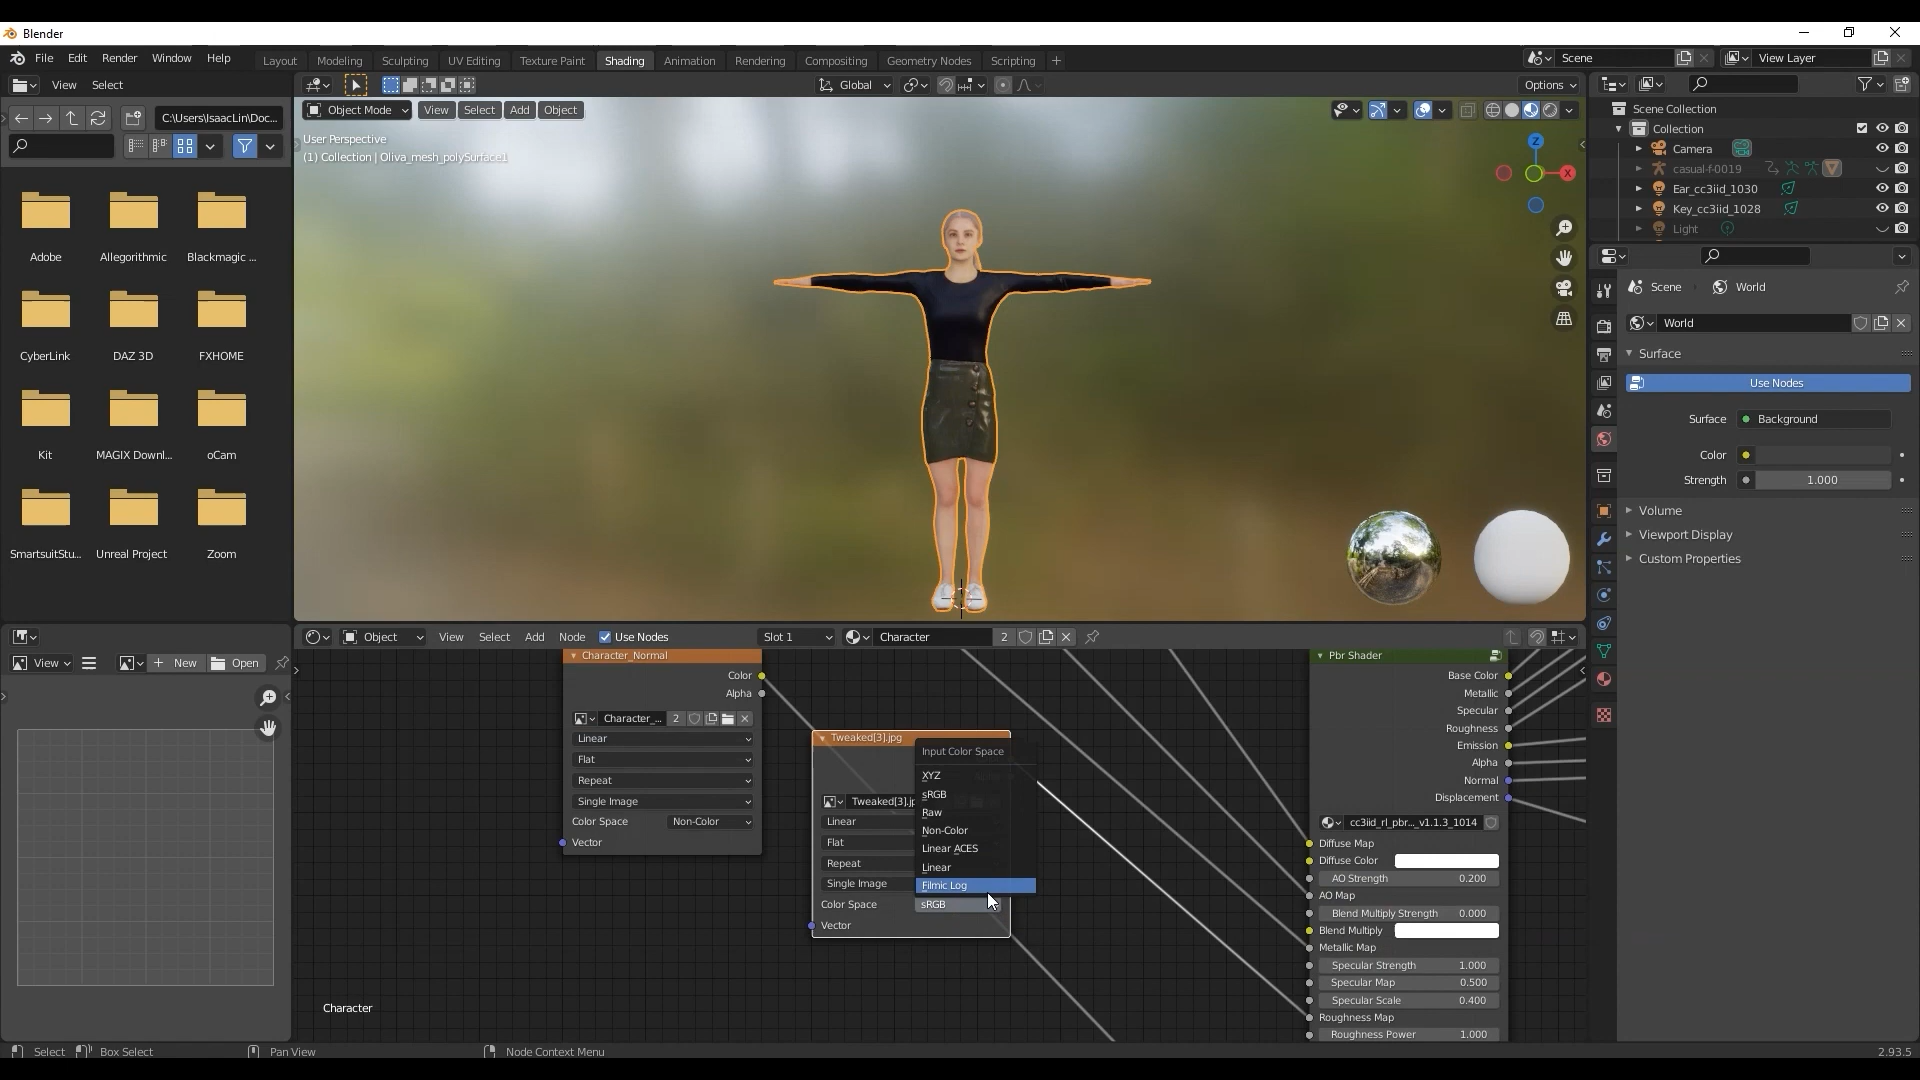 Blender
File Edit Render Window Help
Layout Modeling Sculpting UV Editing Texture Paint Shading Animation Rendering Compositing Geometry Nodes Scripting +
Scene
View Layer
View Select
Global
Options
C:\Users\IsaacLin\Doc...
Object Mode View Select Add Object
User Perspective
(1) Collection | Oliva_mesh_polySurface1
Z
X
Adobe
Allegorithmic
Blackmagic ...
CyberLink
DAZ 3D
FXHOME
Kit
MAGIX Downl...
oCam
SmartsuitStu...
Unreal Project
Zoom
Scene Collection
Collection
Camera
casual-f-0019
Ear_cc3iid_1030
Key_cc3iid_1028
Light
Scene
World
World
Surface
Use Nodes
Surface
Background
Color
Strength
1.000
Volume
Viewport Display
Custom Properties
View
New
Open
Object View Select Add Node Use Nodes
Slot 1
Character
2
Character_Normal
Color
Alpha
Character_...
2
Linear
Flat
Repeat
Single Image
Color Space
Non-Color
Vector
Tweaked[3].jpg
Tweaked[3].jp
Linear
Flat
Repeat
Single Image
Color Space
sRGB
Vector
Input Color Space
XYZ
sRGB
Raw
Non-Color
Linear ACES
Linear
Filmic Log
Pbr Shader
Base Color
Metallic
Specular
Roughness
Emission
Alpha
Normal
Displacement
cc3iid_rl_pbr..._v1.1.3_1014
Diffuse Map
Diffuse Color
AO Strength 0.200
AO Map
Blend Multiply Strength 0.000
Blend Multiply
Metallic Map
Specular Strength 1.000
Specular Map 0.500
Specular Scale 0.400
Roughness Map
Roughness Power 1.000
Character
Select
Box Select
Pan View
Node Context Menu
2.93.5